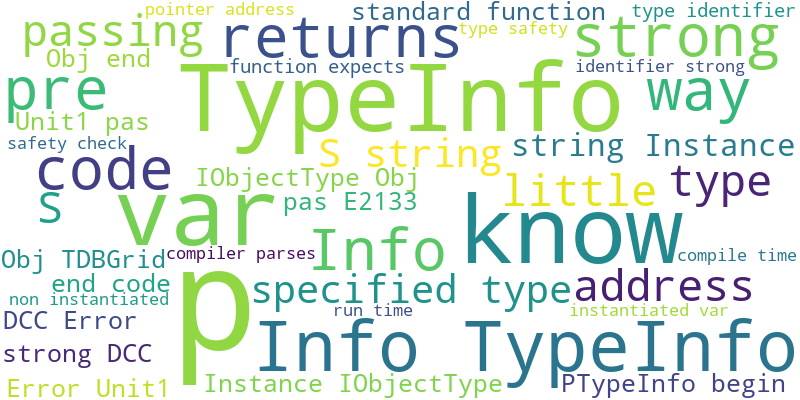 pointer address
standard function
type identifier
passing
returns
type safety
strong
Obj end
function expects
identifier strong
pre
TypeInfo
way
Unit1 pas
safety check
code
S string
string Instance
IObjectType Obj
little
type
S
var
pas E2133
know
Info
Obj TDBGrid
compiler parses
compile time
end code
p
specified type
address
non instantiated
DCC Error
run time
instantiated var
Info TypeInfo
strong DCC
Error Unit1
Instance IObjectType
PTypeInfo begin